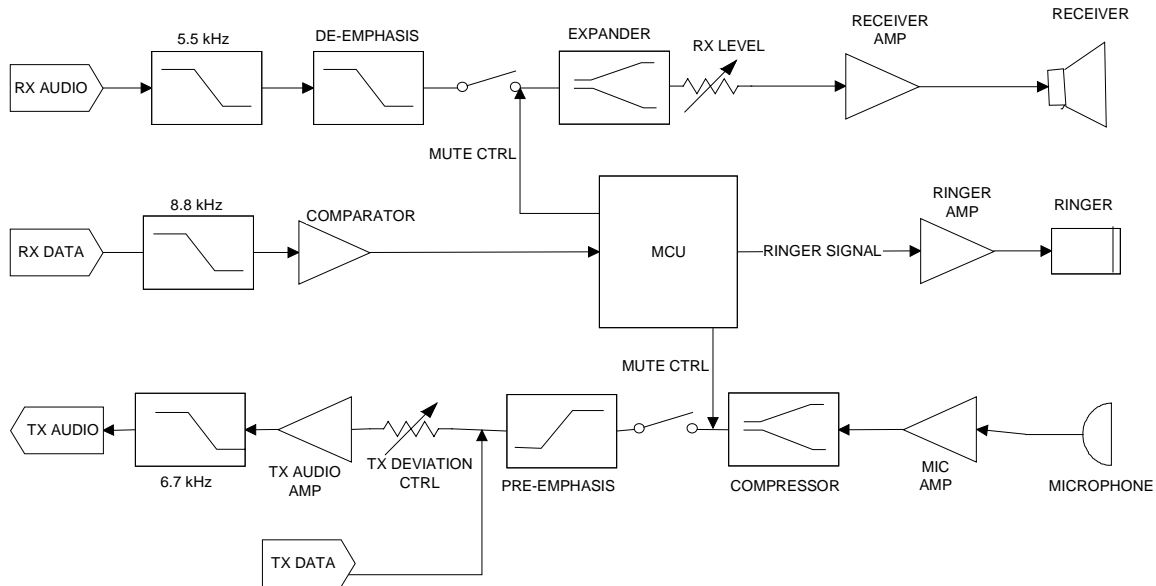 5.5 kHz
DE-EMPHASIS
EXPANDER
RX LEVEL
RECEIVER
AMP
RECEIVER
RX AUDIO
MUTE CTRL
8.8 kHz
COMPARATOR
RX DATA
MCU
RINGER SIGNAL
RINGER
AMP
RINGER
MUTE CTRL
TX AUDIO
6.7 kHz
TX AUDIO
AMP
TX DEVIATION
CTRL
PRE-EMPHASIS
COMPRESSOR
MIC
AMP
MICROPHONE
TX DATA